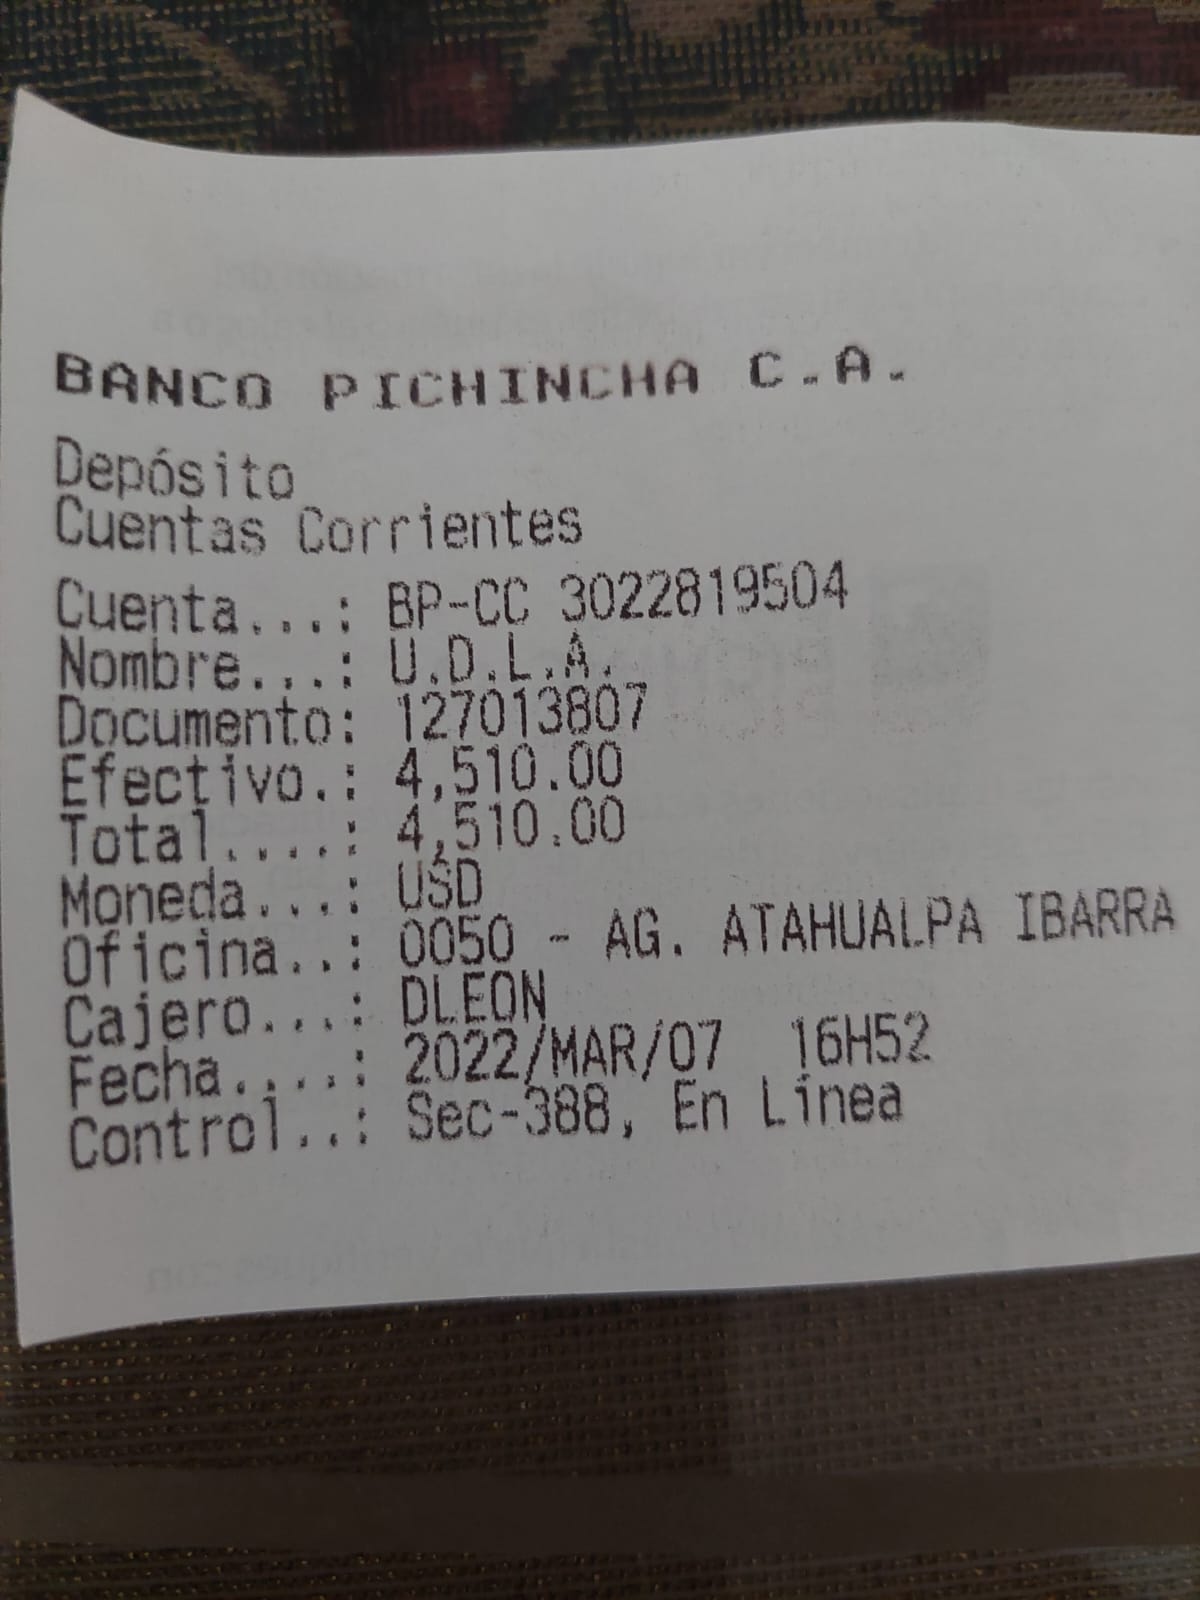 BANCO PICHINCHA C.A.
Depósito
Cuentas Corrientes
Cuenta...: BP-CC 3022819504
Nombre...: U.D.L.A.
Documento: 127013807
Efectivo.: 4,510.00
Total....: 4,510.00
Moneda...: USD
Oficina..: 0050 - AG. ATAHUALPA IBARRA
Cajero...: DLEON
Fecha....: 2022/MAR/07 16H52
Control..: Sec-388, En Línea